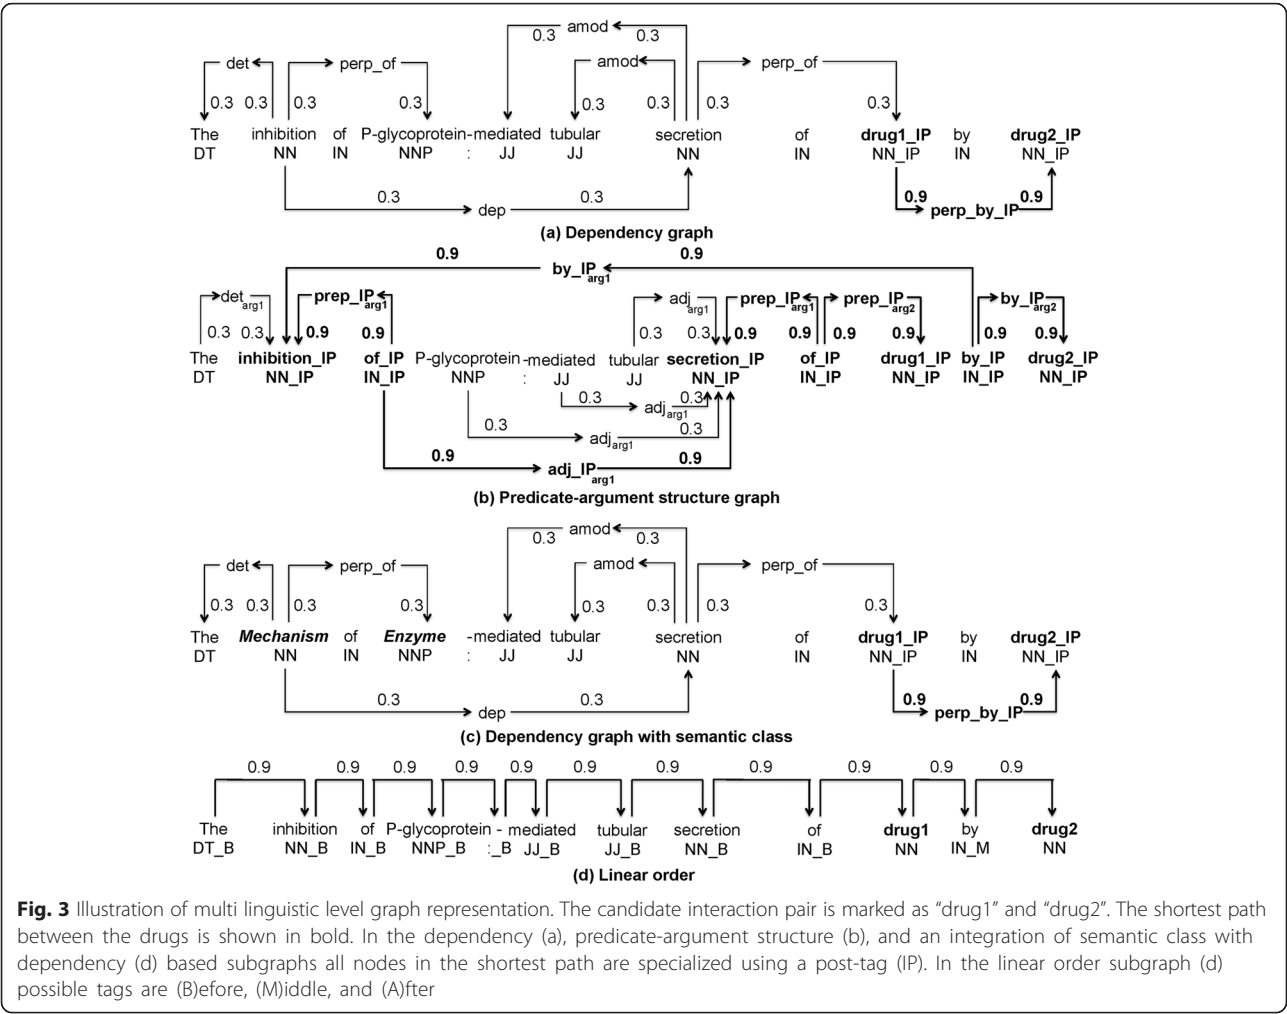 amod
0.3 0.3
det perp_of amod perp_of
0.3 0.3 0.3 0.3 0.3 0.3 0.3 0.3
The inhibition of P-glycoprotein-mediated tubular secretion of drug1_IP by drug2_IP
DT NN IN NNP : JJ JJ NN IN NN_IP IN NN_IP
0.3 0.3 0.9 0.9
dep perp_by_IP
(a) Dependency graph
0.9 0.9
by_IP arg1
det arg1 prep_IP arg1 adj arg1 prep_IP arg1 prep_IP arg2 by_IP arg2
0.3 0.3 0.9 0.9 0.3 0.3 0.9 0.9 0.9 0.9 0.9 0.9
The inhibition_IP of_IP P-glycoprotein -mediated tubular secretion_IP of_IP drug1_IP by_IP drug2_IP
DT NN_IP IN_IP NNP : JJ JJ NN_IP IN_IP NN_IP IN_IP NN_IP
0.3 0.3
adj arg1
0.3 0.3
adj arg1
0.9 0.9
adj_IP arg1
(b) Predicate-argument structure graph
amod
0.3 0.3
det perp_of amod perp_of
0.3 0.3 0.3 0.3 0.3 0.3 0.3 0.3
The Mechanism of Enzyme -mediated tubular secretion of drug1_IP by drug2_IP
DT NN IN NNP : JJ JJ NN IN NN_IP IN NN_IP
0.3 0.3 0.9 0.9
dep perp_by_IP
(c) Dependency graph with semantic class
0.9 0.9 0.9 0.9 0.9 0.9 0.9 0.9 0.9 0.9 0.9
The inhibition of P-glycoprotein - mediated tubular secretion of drug1 by drug2
DT_B NN_B IN_B NNP_B :_B JJ_B JJ_B NN_B IN_B NN IN_M NN
(d) Linear order
Fig. 3 Illustration of multi linguistic level graph representation. The candidate interaction pair is marked as “drug1” and “drug2”. The shortest path
between the drugs is shown in bold. In the dependency (a), predicate-argument structure (b), and an integration of semantic class with
dependency (d) based subgraphs all nodes in the shortest path are specialized using a post-tag (IP). In the linear order subgraph (d)
possible tags are (B)efore, (M)iddle, and (A)fter